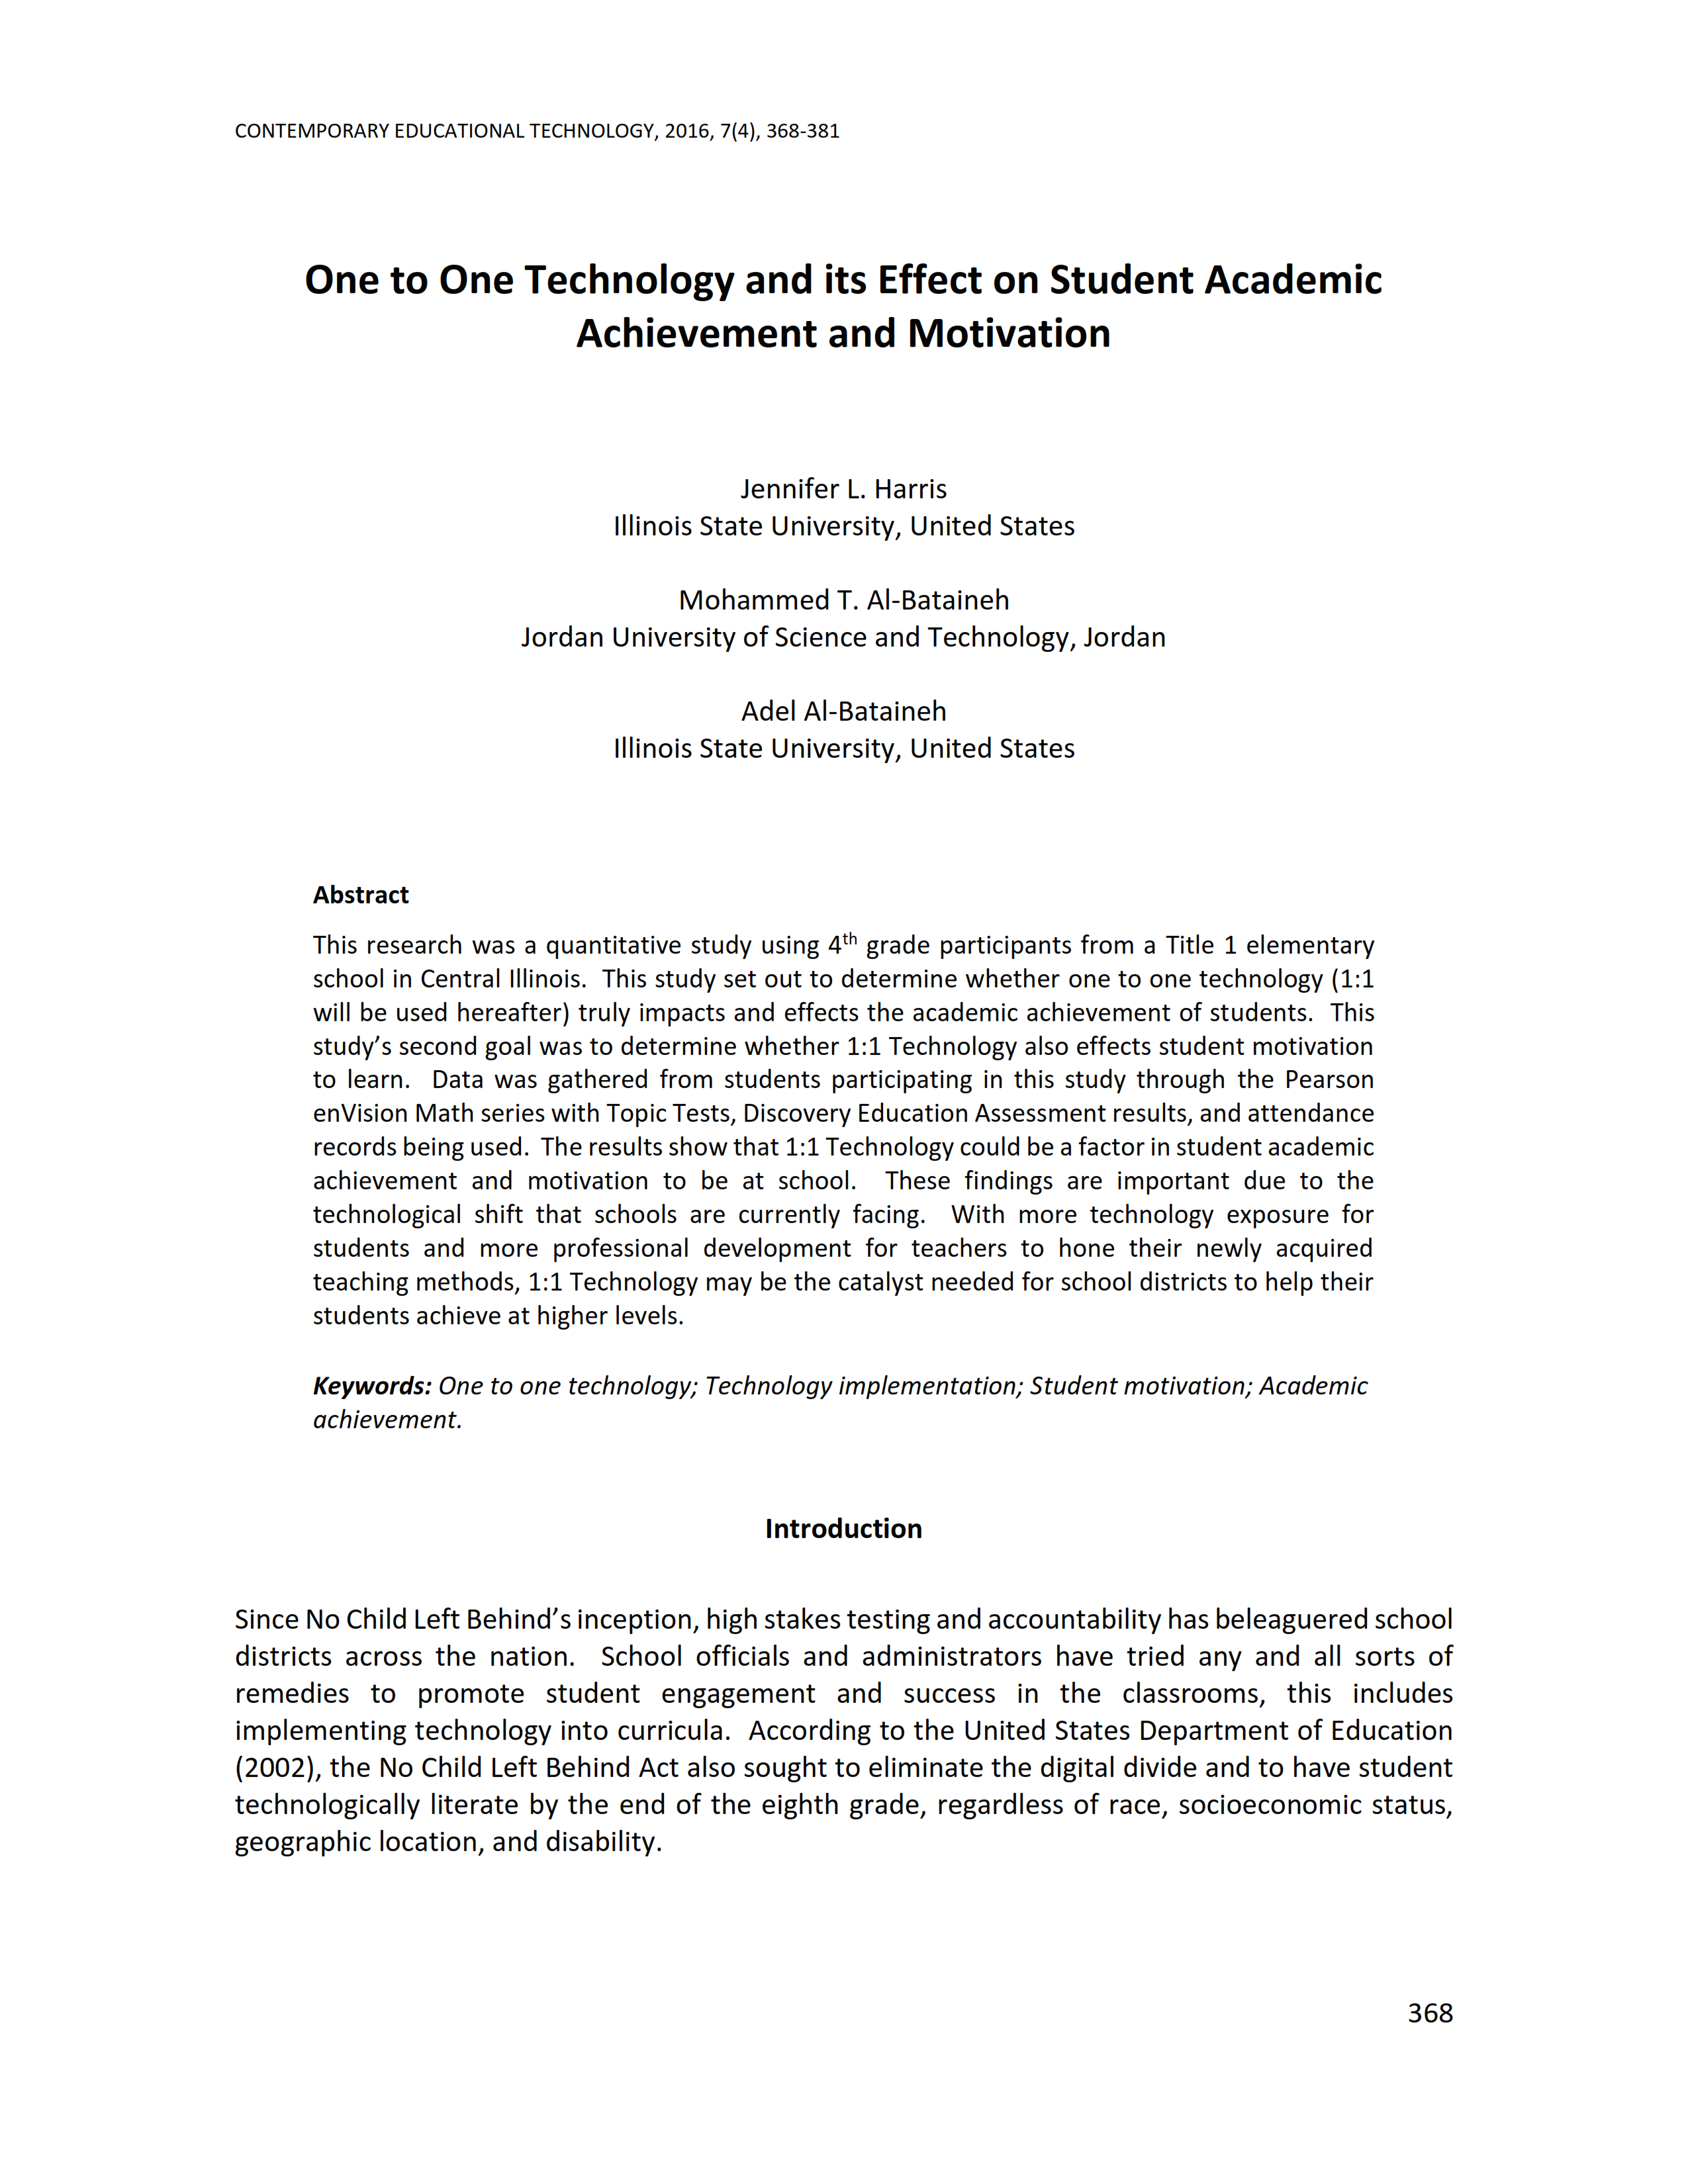 CONTEMPORARY EDUCATIONAL TECHNOLOGY, 2016, 7(4), 368-381
One to One Technology and its Effect on Student Academic
Achievement and Motivation
Jennifer L. Harris
Illinois State University, United States
Mohammed T. Al-Bataineh
Jordan University of Science and Technology, Jordan
Adel Al-Bataineh
Illinois State University, United States
Abstract
This research was a quantitative study using 4th grade participants from a Title 1 elementary
school in Central Illinois. This study set out to determine whether one to one technology (1:1
will be used hereafter) truly impacts and effects the academic achievement of students. This
study’s second goal was to determine whether 1:1 Technology also effects student motivation
to learn. Data was gathered from students participating in this study through the Pearson
enVision Math series with Topic Tests, Discovery Education Assessment results, and attendance
records being used. The results show that 1:1 Technology could be a factor in student academic
achievement and motivation to be at school. These findings are important due to the
technological shift that schools are currently facing. With more technology exposure for
students and more professional development for teachers to hone their newly acquired
teaching methods, 1:1 Technology may be the catalyst needed for school districts to help their
students achieve at higher levels.
Keywords: One to one technology; Technology implementation; Student motivation; Academic
achievement.
Introduction
Since No Child Left Behind’s inception, high stakes testing and accountability has beleaguered school
districts across the nation. School officials and administrators have tried any and all sorts of
remedies to promote student engagement and success in the classrooms, this includes
implementing technology into curricula. According to the United States Department of Education
(2002), the No Child Left Behind Act also sought to eliminate the digital divide and to have student
technologically literate by the end of the eighth grade, regardless of race, socioeconomic status,
geographic location, and disability.
368